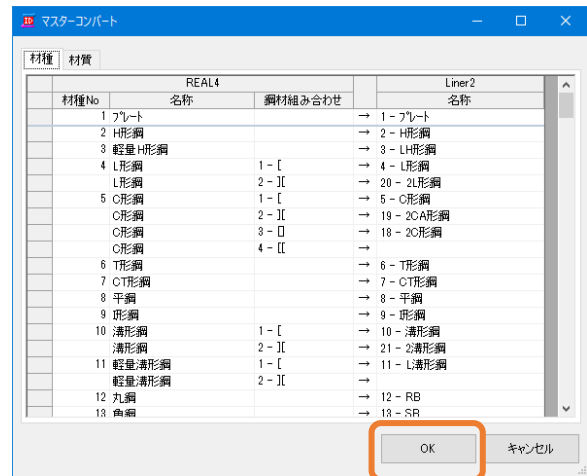 マスターコンバート
材種 材質
REAL4 Liner2
材種No 名称 鋼材組み合わせ 名称
1 プレート → 1 - プレート
2 H形鋼 → 2 - H形鋼
3 軽量H形鋼 → 3 - LH形鋼
4 L形鋼 1 - [ → 4 - L形鋼
L形鋼 2 - ][ → 20 - 2L形鋼
5 C形鋼 1 - [ → 5 - C形鋼
C形鋼 2 - ][ → 19 - 2CA形鋼
C形鋼 3 - [] → 18 - 2C形鋼
C形鋼 4 - [[ →
6 T形鋼 → 6 - T形鋼
7 CT形鋼 → 7 - CT形鋼
8 平鋼 → 8 - 平鋼
9 I形鋼 → 9 - I形鋼
10 溝形鋼 1 - [ → 10 - 溝形鋼
溝形鋼 2 - ][ → 21 - 2溝形鋼
11 軽量溝形鋼 1 - [ → 11 - L溝形鋼
軽量溝形鋼 2 - ][ →
12 丸鋼 → 12 - RB
13 角鋼 → 13 - SB
OK キャンセル